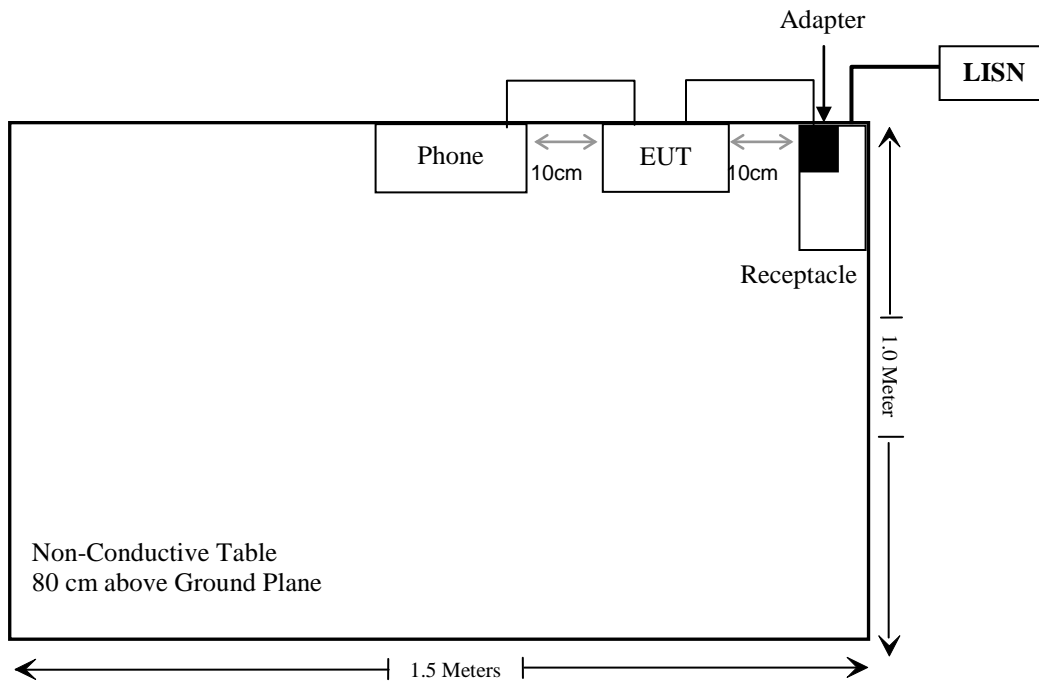 Adapter
LISN
Phone
EUT
10cm
10cm
Receptacle
1.0 Meter
Non-Conductive Table
80 cm above Ground Plane
1.5 Meters